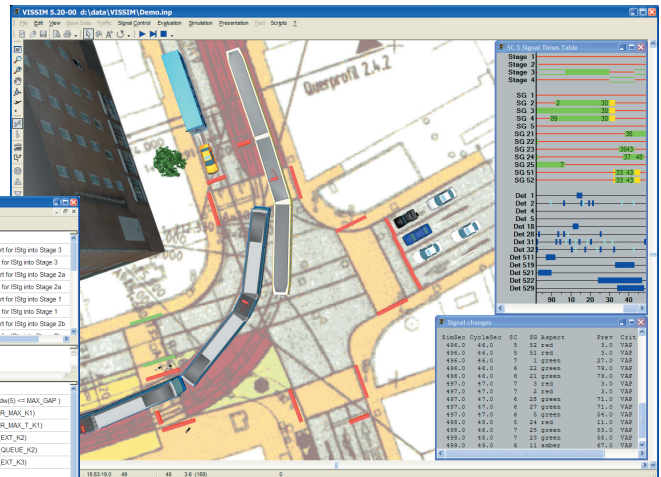 VISSIM 5.20-00 d:\data\VISSIM\Demo.inp
File Edit View Base Data Traffic Signal Control Evaluation Simulation Presentation Test Scripts ?
Querprofil 2.4.2
SC 5 Signal Times Table
Stage 1
Stage 2
Stage 3
Stage 4
SG 1
SG 2 2 30
SG 3 30
SG 4 89 30
SG 5
SG 21 38
SG 22
SG 23 3543
SG 24 37 48
SG 25 7
SG 51 33 43
SG 52 33 43
Det 1
Det 2
Det 4
Det 5
Det 18
Det 28
Det 31
Det 32
Det 511
Det 519
Det 521
Det 522
Det 529
90 10 20 30 40
rt for IStg into Stage 3
for IStg into Stage 3
rt for IStg into Stage 2a
for IStg into Stage 2a
rt for IStg into Stage 1
for IStg into Stage 1
rt for IStg into Stage 2b
dw(5) <= MAX_GAP )
R_MAX_K1)
R_MAX_T_K1)
EXT_K2)
QUEUE_K2)
EXT_K3)
Signal changes
SimSec CycleSec SC SG Aspect Prev Crit
496.0 46.0 5 52 red 3.0 VAP
496.0 46.0 5 51 red 3.0 VAP
496.0 46.0 7 1 green 27.0 VAP
496.0 46.0 6 22 green 79.0 VAP
496.0 46.0 6 21 green 79.0 VAP
497.0 47.0 7 3 red 3.0 VAP
497.0 47.0 7 2 red 3.0 VAP
497.0 47.0 6 28 green 71.0 VAP
497.0 47.0 6 27 green 71.0 VAP
497.0 47.0 6 5 green 54.0 VAP
498.0 48.0 5 24 red 11.0 VAP
498.0 48.0 7 25 green 53.0 VAP
498.0 48.0 7 23 green 58.0 VAP
499.0 49.0 6 11 amber 67.0 VAP
15:53:19.0 49 48 3.6 (159) 0